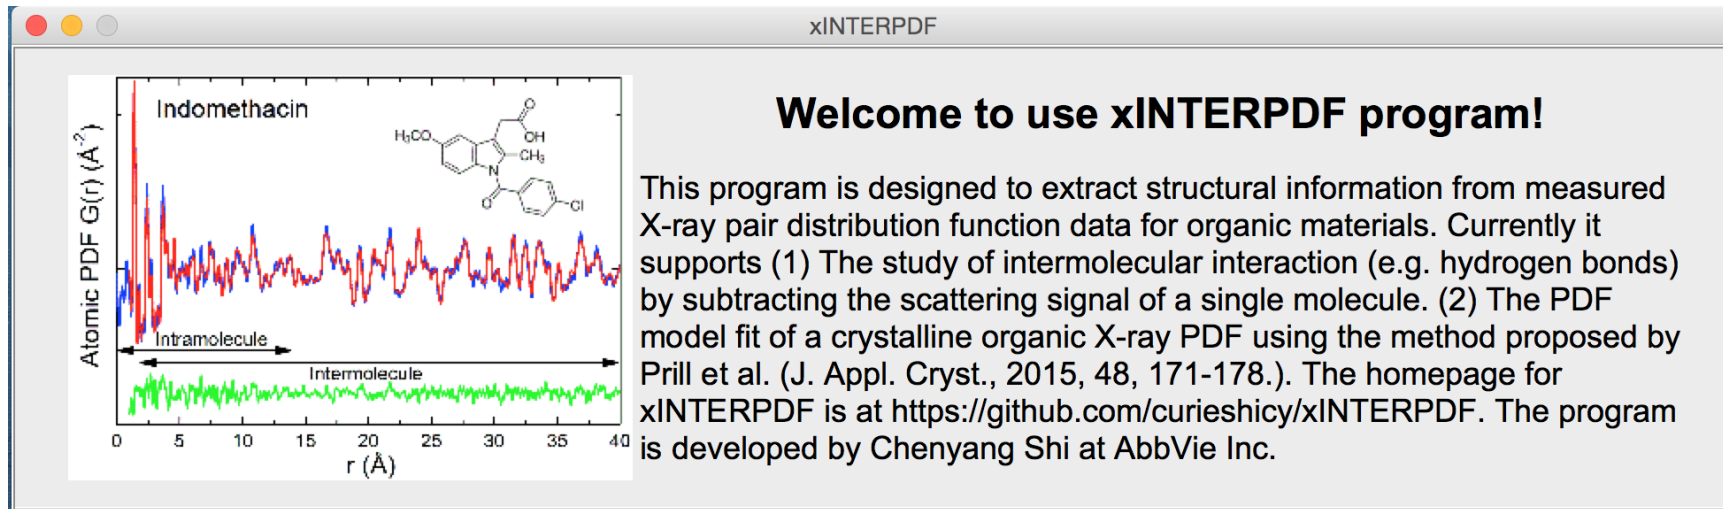 xINTERPDF
Indomethacin
O
H₃CO
OH
CH₃
N
O
Cl
Atomic PDF G(r) (Å⁻²)
Intramolecule
Intermolecule
0 5 10 15 20 25 30 35 40
r (Å)
Welcome to use xINTERPDF program!
This program is designed to extract structural information from measured
X-ray pair distribution function data for organic materials. Currently it
supports (1) The study of intermolecular interaction (e.g. hydrogen bonds)
by subtracting the scattering signal of a single molecule. (2) The PDF
model fit of a crystalline organic X-ray PDF using the method proposed by
Prill et al. (J. Appl. Cryst., 2015, 48, 171-178.). The homepage for
xINTERPDF is at https://github.com/curieshicy/xINTERPDF. The program
is developed by Chenyang Shi at AbbVie Inc.